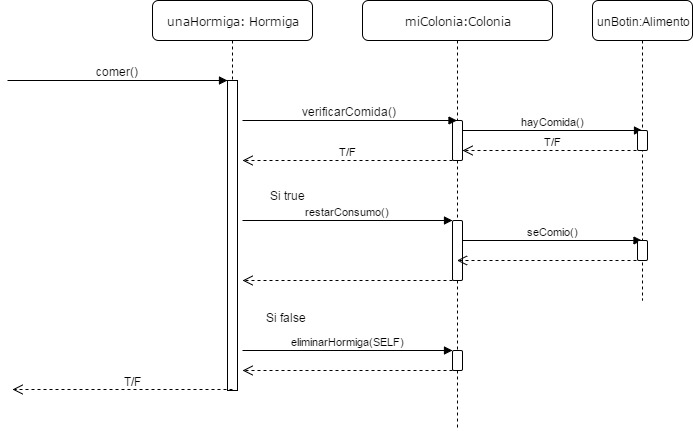 unaHormiga: Hormiga
miColonia:Colonia
unBotin:Alimento
comer()
verificarComida()
hayComida()
T/F
T/F
Si true
restarConsumo()
seComio()
Si false
eliminarHormiga(SELF)
T/F